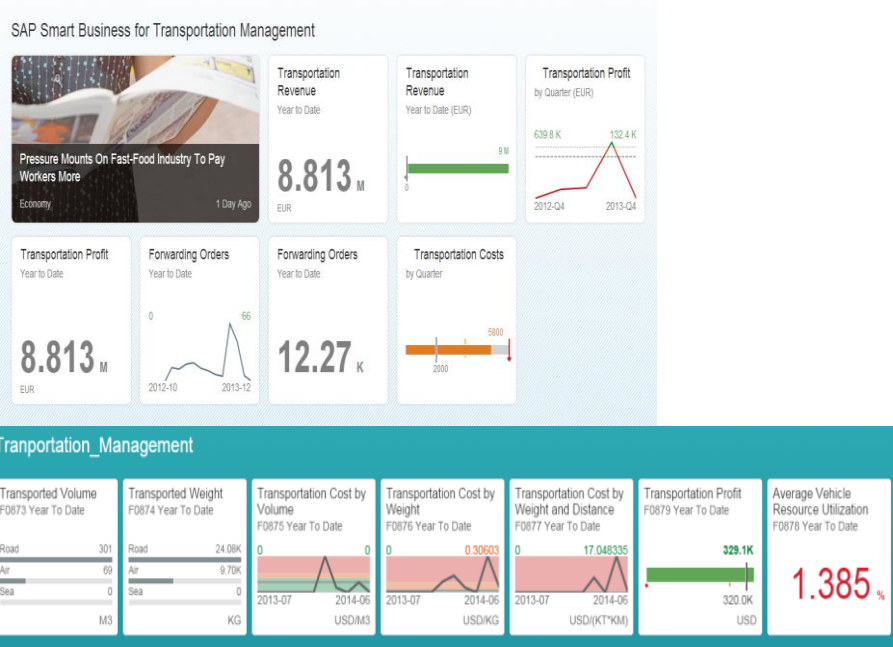 SAP Smart Business for Transportation Management
Pressure Mounts On Fast-Food Industry To Pay
Workers More
Economy
1 Day Ago
Transportation
Revenue
Year to Date
8.813 M
EUR
Transportation
Revenue
Year to Date (EUR)
9 M
0
Transportation Profit
by Quarter (EUR)
639.8 K
132.4 K
2012-Q4
2013-Q4
Transportation Profit
Year to Date
8.813 M
EUR
Forwarding Orders
Year to Date
0
66
2012-10
2013-12
Forwarding Orders
Year to Date
12.27 K
Transportation Costs
by Quarter
5800
2000
Tranportation_Management
Transported Volume
F0873 Year To Date
Road 301
Air 69
Sea 0
M3
Transported Weight
F0874 Year To Date
Road 24.08K
Air 9.70K
Sea 0
KG
Transportation Cost by
Volume
F0875 Year To Date
0
0
2013-07
2014-06
USD/M3
Transportation Cost by
Weight
F0876 Year To Date
0
0.30603
2013-07
2014-06
USD/KG
Transportation Cost by
Weight and Distance
F0877 Year To Date
0
17.048335
2013-07
2014-06
USD/(KT*KM)
Transportation Profit
F0879 Year To Date
329.1K
320.0K
USD
Average Vehicle
Resource Utilization
F0878 Year To Date
1.385 %